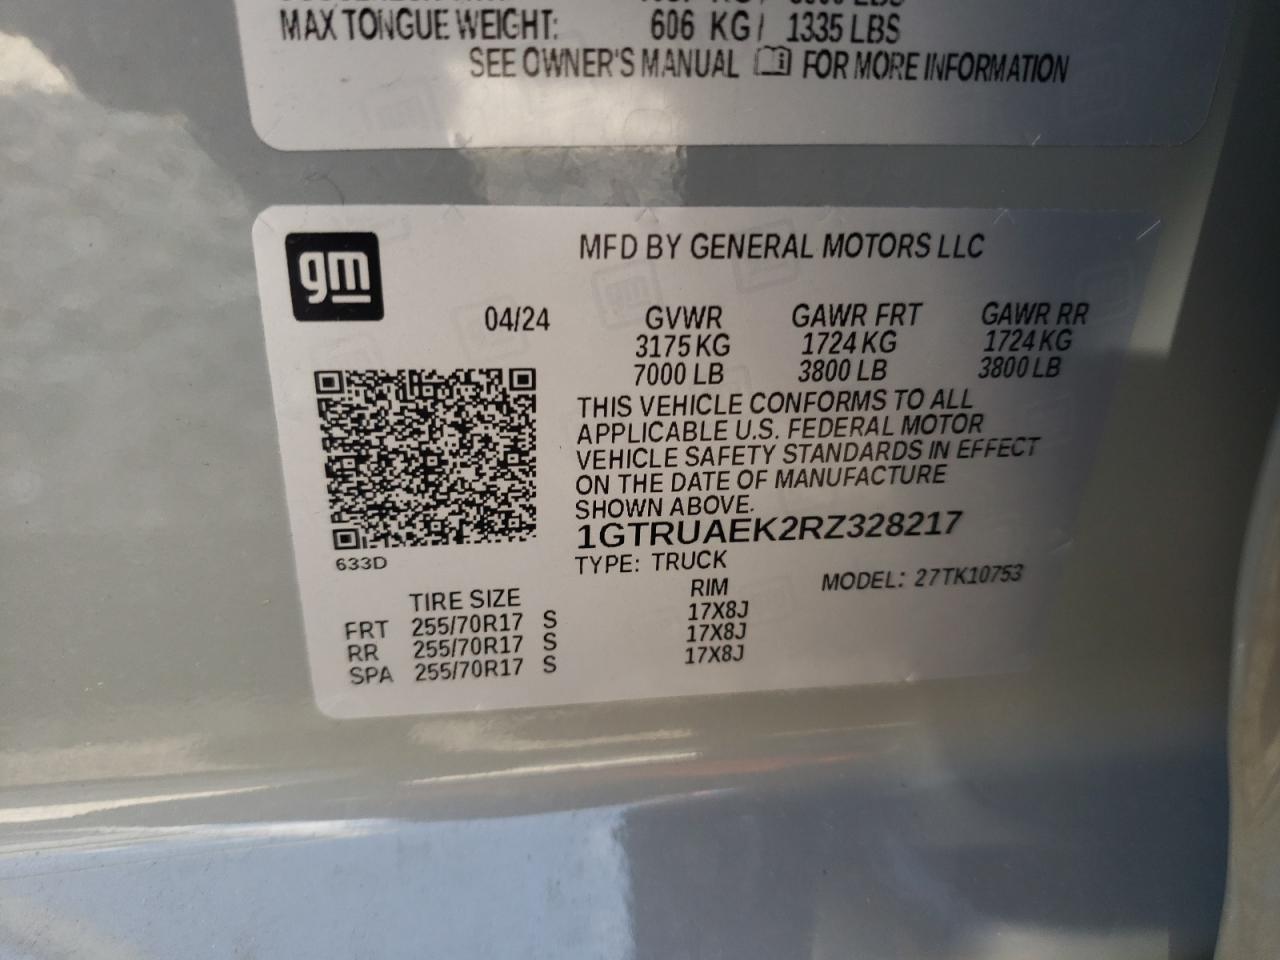 MAX TONGUE WEIGHT: 606 KG / 1335 LBS
SEE OWNER'S MANUAL FOR MORE INFORMATION
gm
MFD BY GENERAL MOTORS LLC
04/24 GVWR GAWR FRT GAWR RR
3175 KG 1724 KG 1724 KG
7000 LB 3800 LB 3800 LB
THIS VEHICLE CONFORMS TO ALL
APPLICABLE U.S. FEDERAL MOTOR
VEHICLE SAFETY STANDARDS IN EFFECT
ON THE DATE OF MANUFACTURE
SHOWN ABOVE.
1GTRUAEK2RZ328217
633D
TYPE: TRUCK
MODEL: 27TK10753
TIRE SIZE RIM
FRT 255/70R17 S 17X8J
RR 255/70R17 S 17X8J
SPA 255/70R17 S 17X8J